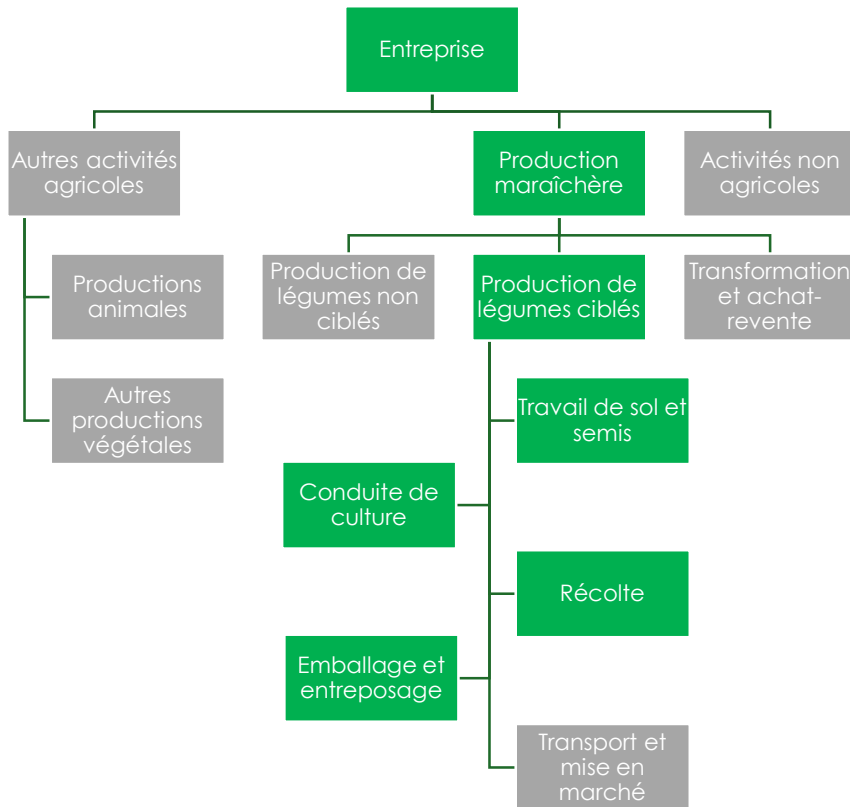 Entreprise
Autres activités
agricoles
Production
maraîchère
Activités non
agricoles
Productions
animales
Autres
productions
végétales
Production de
légumes non
ciblés
Production de
légumes ciblés
Transformation
et achat-
revente
Travail de sol et
semis
Conduite de
culture
Récolte
Emballage et
entreposage
Transport et
mise en
marché